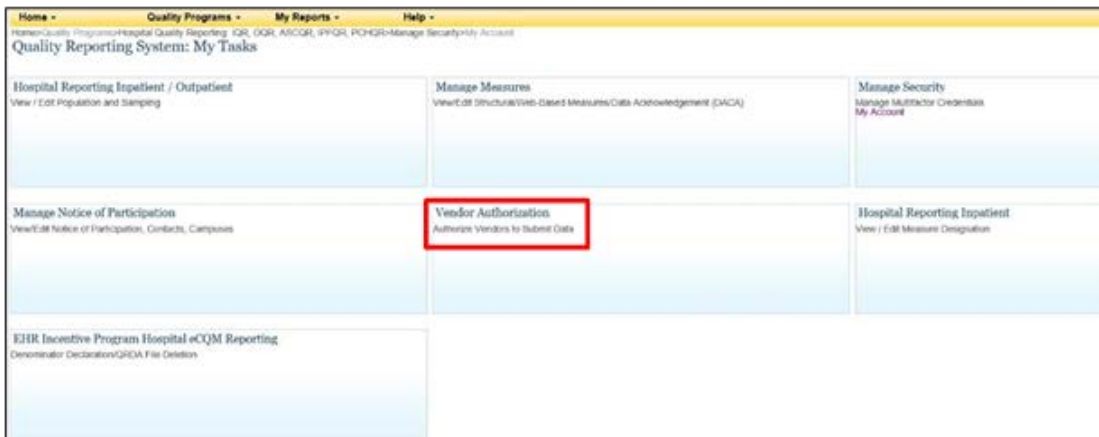 Home - Quality Programs - My Reports - Help -
Home>Quality Programs>Hospital Quality Reporting: IQR, OQR, ASCQR, IPFQR, PCHQR>Manage Security>My Account
Quality Reporting System: My Tasks
Hospital Reporting Inpatient / Outpatient
View / Edit Population and Sampling
Manage Measures
View/Edit Structural/Web-Based Measures/Data Acknowledgement (DACA)
Manage Security
Manage Multifactor Credentials
My Account
Manage Notice of Participation
View/Edit Notice of Participation, Contacts, Campuses
Vendor Authorization
Authorize Vendors to Submit Data
Hospital Reporting Inpatient
View / Edit Measure Designation
EHR Incentive Program Hospital eCQM Reporting
Denominator Declaration/QRDA File Deletion